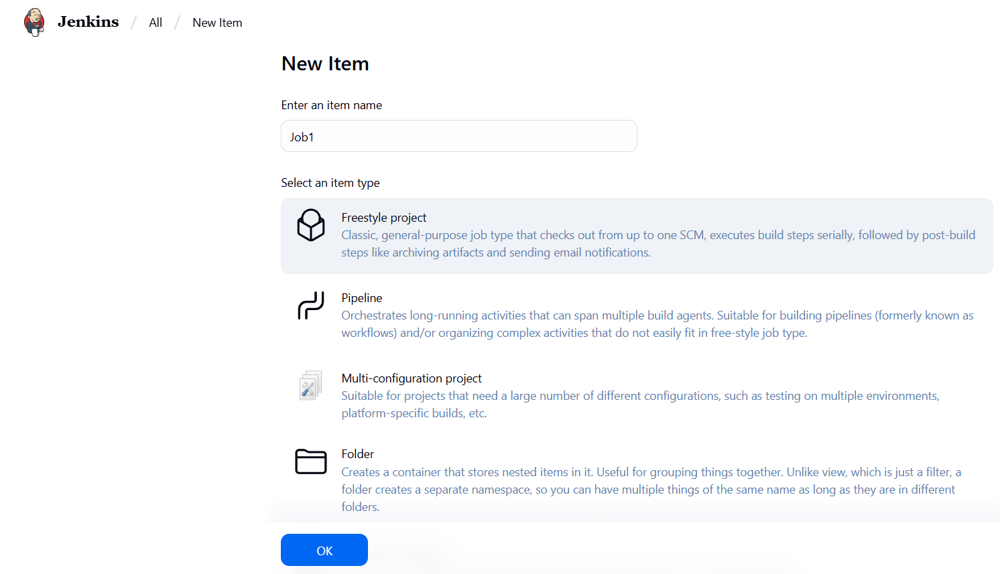 Jenkins / All / New Item
New Item
Enter an item name
Job1
Select an item type
Freestyle project
Classic, general-purpose job type that checks out from up to one SCM, executes build steps serially, followed by post-build
steps like archiving artifacts and sending email notifications.
Pipeline
Orchestrates long-running activities that can span multiple build agents. Suitable for building pipelines (formerly known as
workflows) and/or organizing complex activities that do not easily fit in free-style job type.
Multi-configuration project
Suitable for projects that need a large number of different configurations, such as testing on multiple environments,
platform-specific builds, etc.
Folder
Creates a container that stores nested items in it. Useful for grouping things together. Unlike view, which is just a filter, a
folder creates a separate namespace, so you can have multiple things of the same name as long as they are in different
folders.
OK